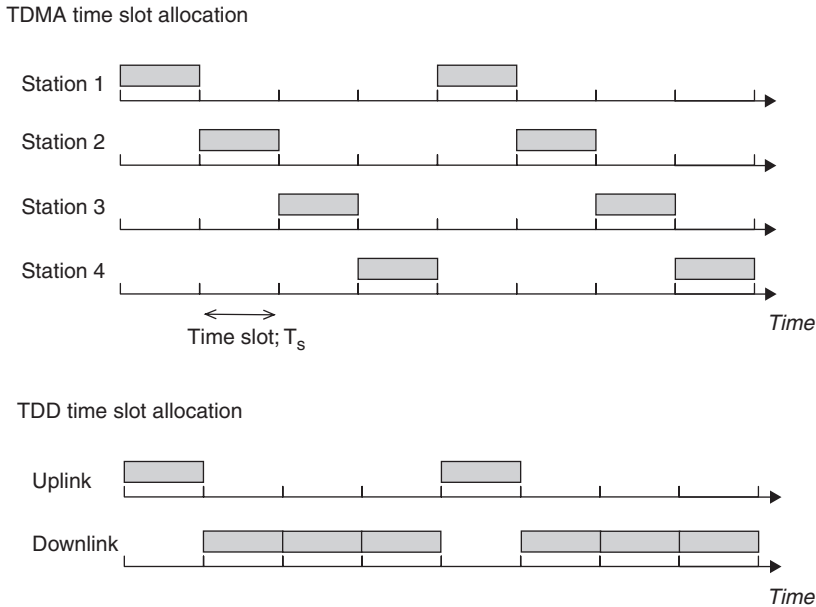 TDMA time slot allocation
Station 1
Station 2
Station 3
Station 4
Time
Time slot; Ts
TDD time slot allocation
Uplink
Downlink
Time